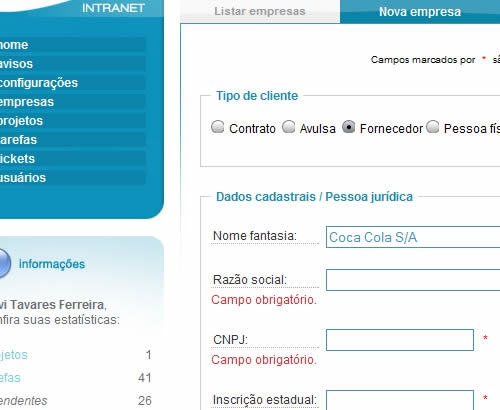 INTRANET
home
avisos
configurações
empresas
projetos
tarefas
tickets
usuários
informações
vi Tavares Ferreira,
nfira suas estatísticas:
ojetos 1
efas 41
endentes 26
Listar empresas
Nova empresa
Campos marcados por * sã
Tipo de cliente
Contrato Avulsa Fornecedor Pessoa fís
Dados cadastrais / Pessoa jurídica
Nome fantasia: Coca Cola S/A
Razão social:
Campo obrigatório.
CNPJ: *
Campo obrigatório.
Inscrição estadual: *